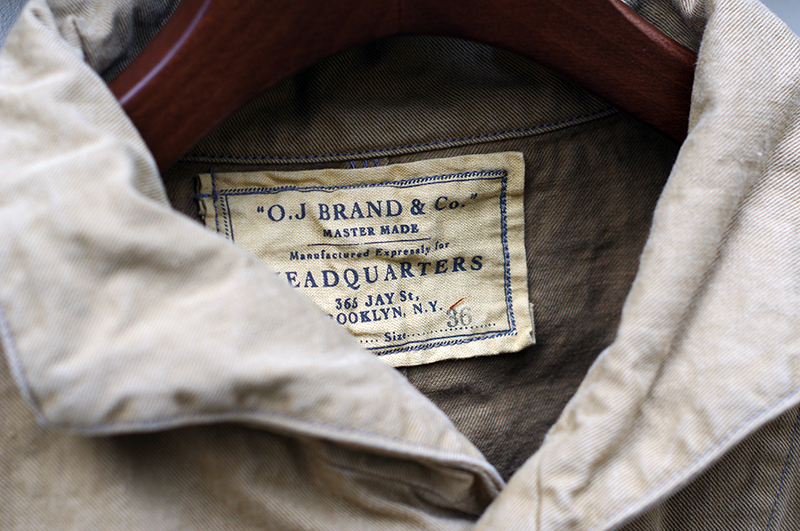 "O.J BRAND & Co."
MASTER MADE
Manufactured Expressly for
EADQUARTERS
365 JAY St,
OOKLYN, N.Y.
Size 36